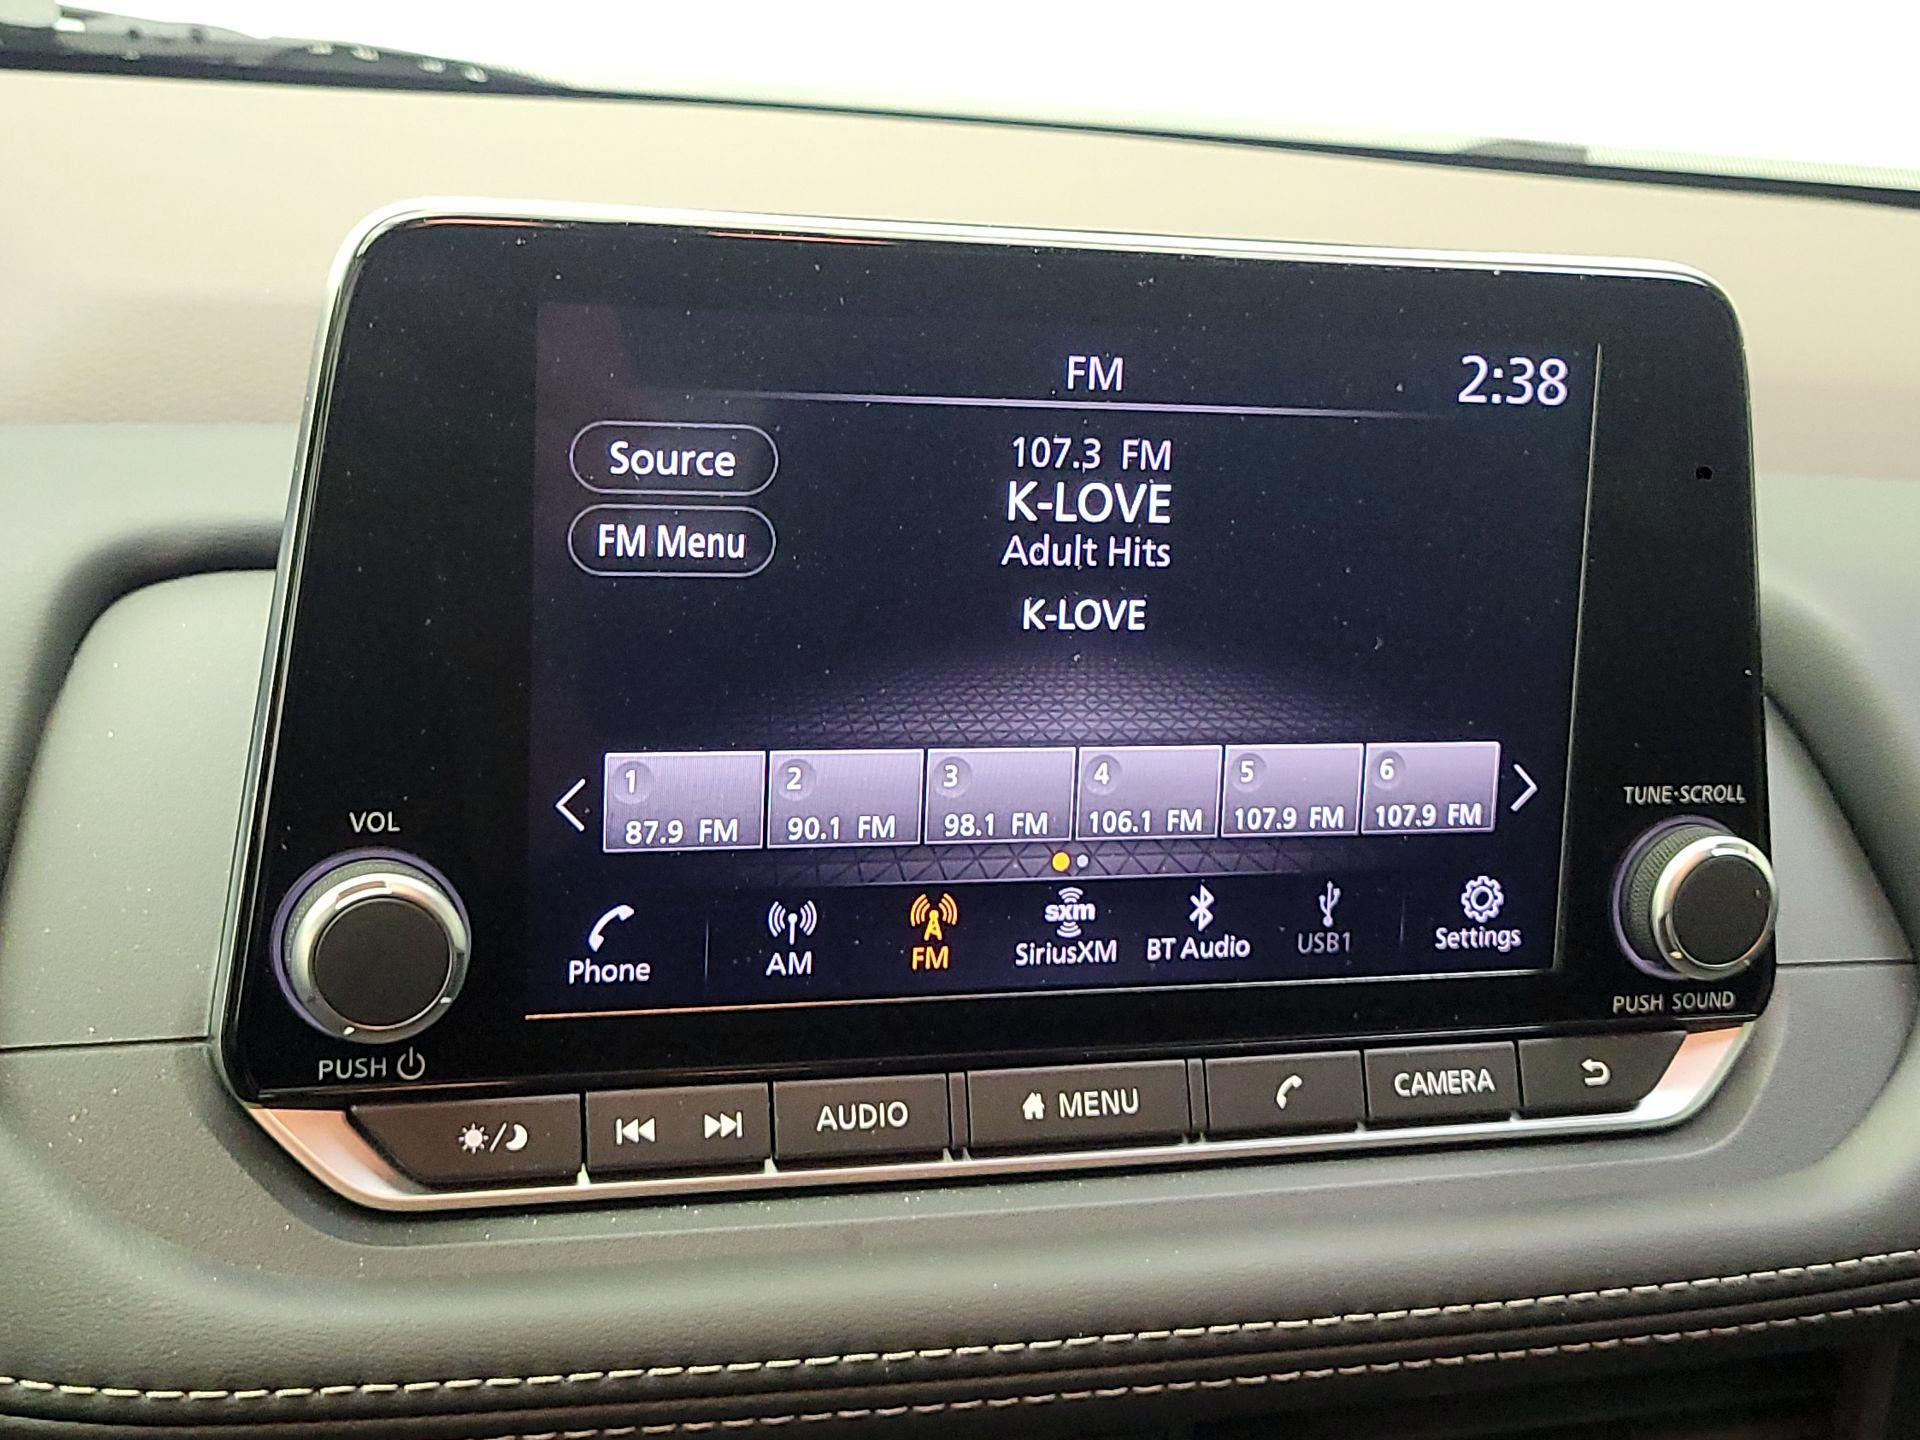 FM
2:38
Source
107.3 FM
K-LOVE
FM Menu
Adult Hits
K-LOVE
1 2 3 4 5 6
87.9 FM 90.1 FM 98.1 FM 106.1 FM 107.9 FM 107.9 FM
VOL
TUNE·SCROLL
sxm
Phone AM FM SiriusXM BT Audio USB1 Settings
PUSH
PUSH SOUND
AUDIO MENU CAMERA